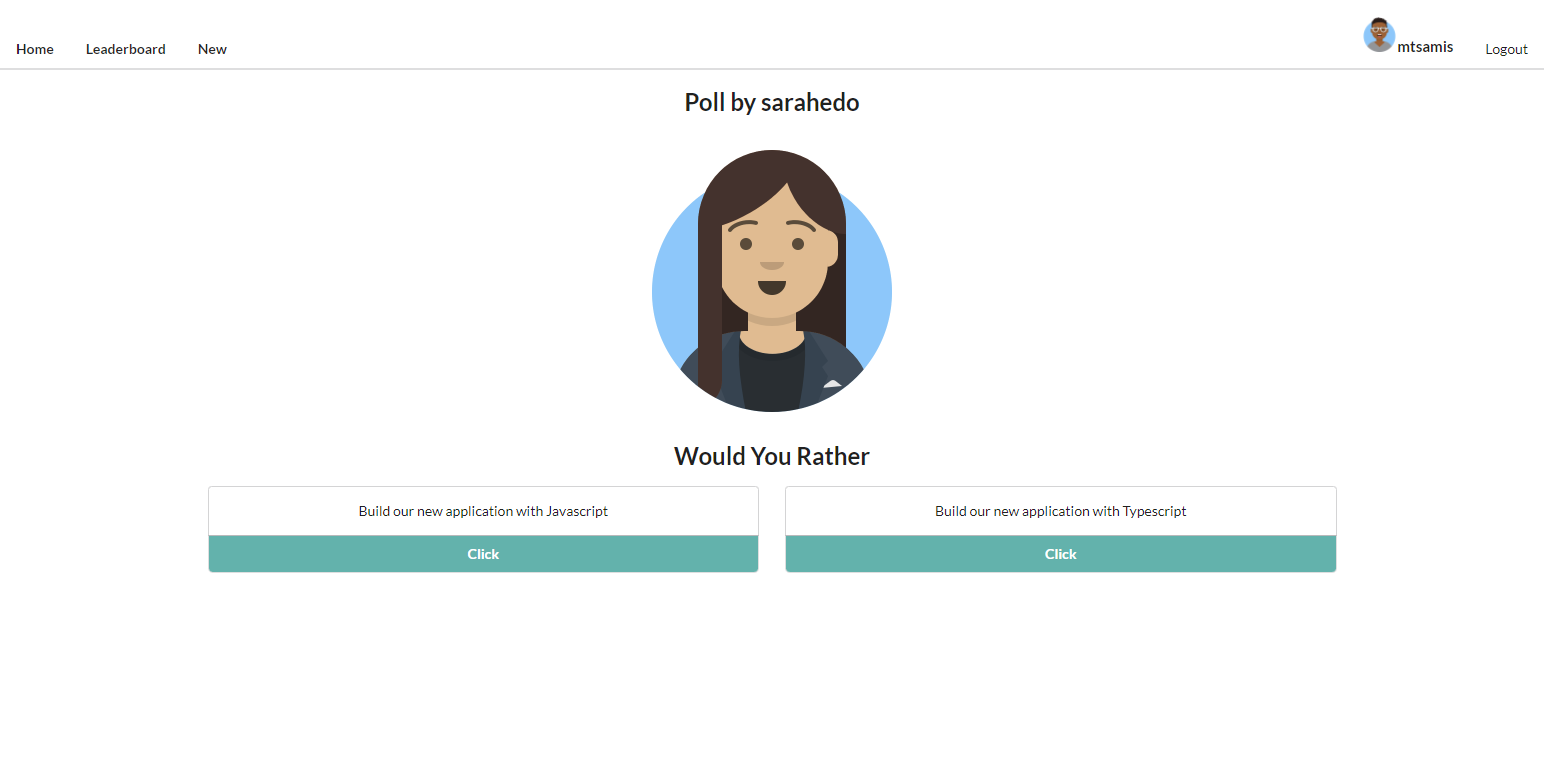 Home Leaderboard New mtsamis Logout
Poll by sarahedo
Would You Rather
Build our new application with Javascript
Click
Build our new application with Typescript
Click